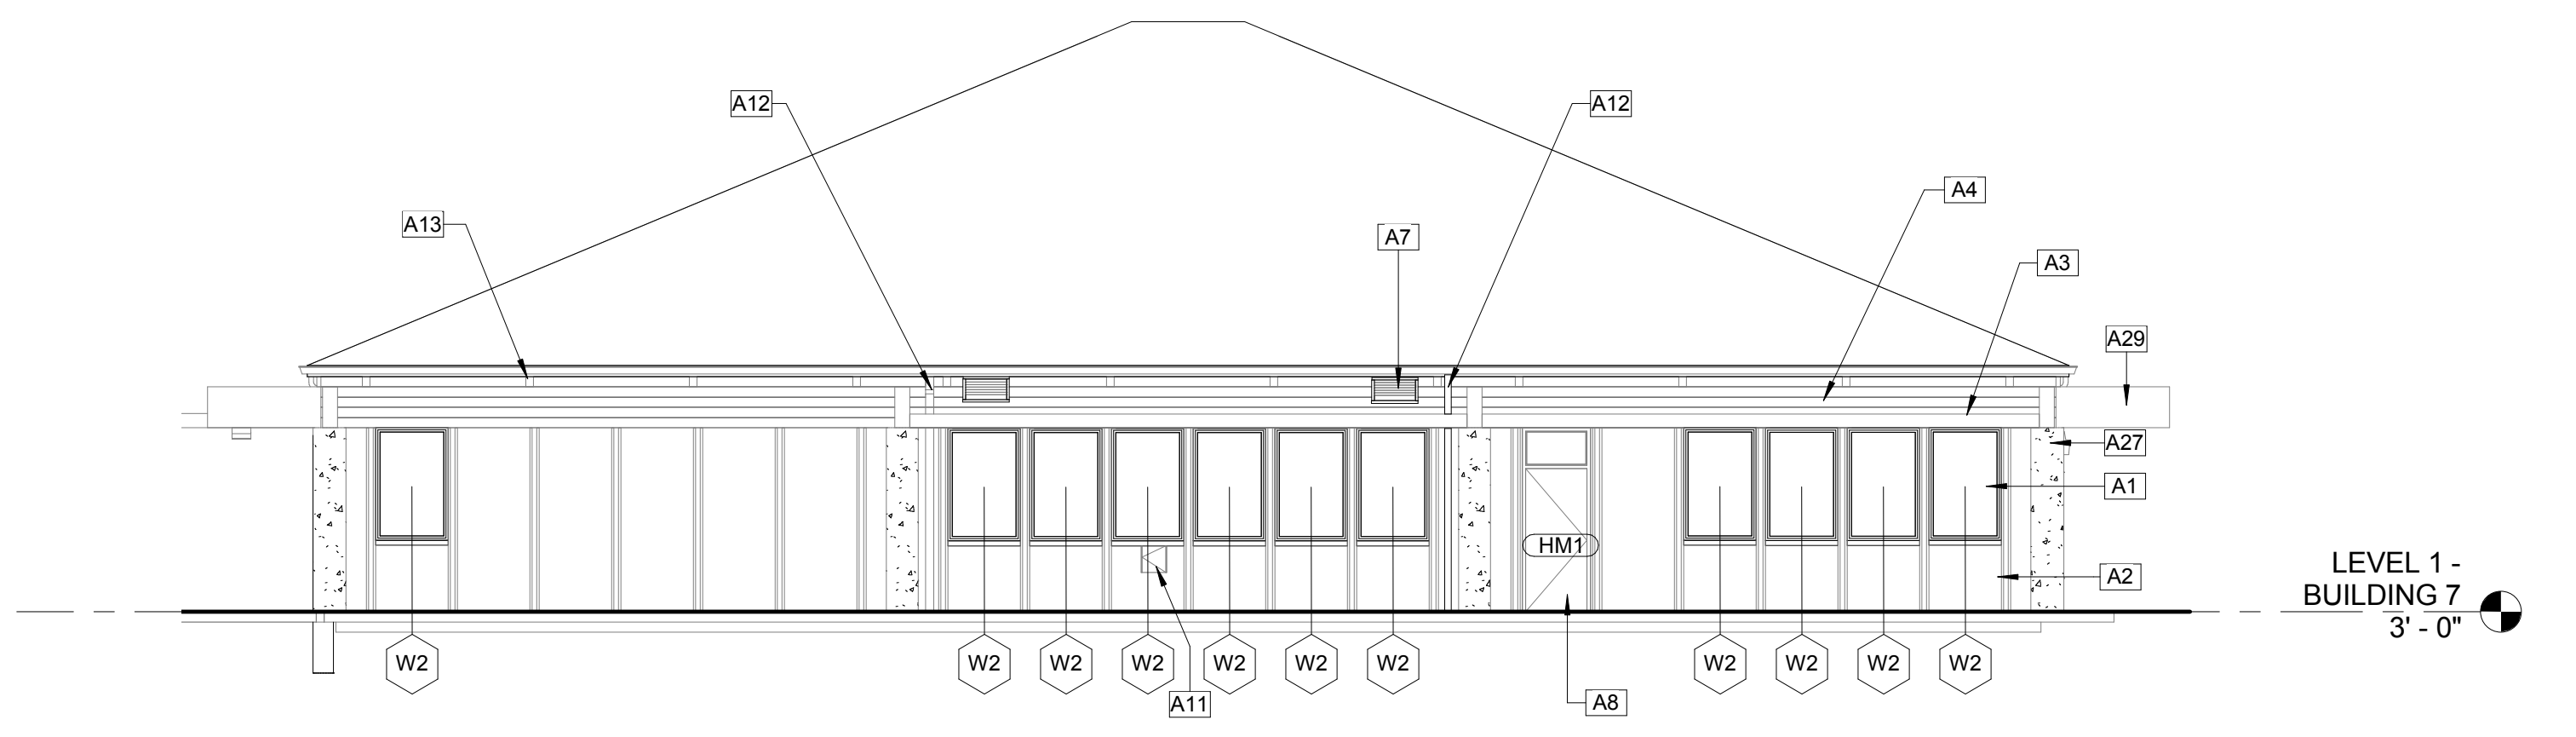 A12
A12
A4
A13
A7
A3
A29
A27
A1
HM1
A2
LEVEL 1 -
BUILDING 7
3' - 0"
W2
W2
W2
W2
W2
W2
W2
W2
W2
W2
W2
A11
A8